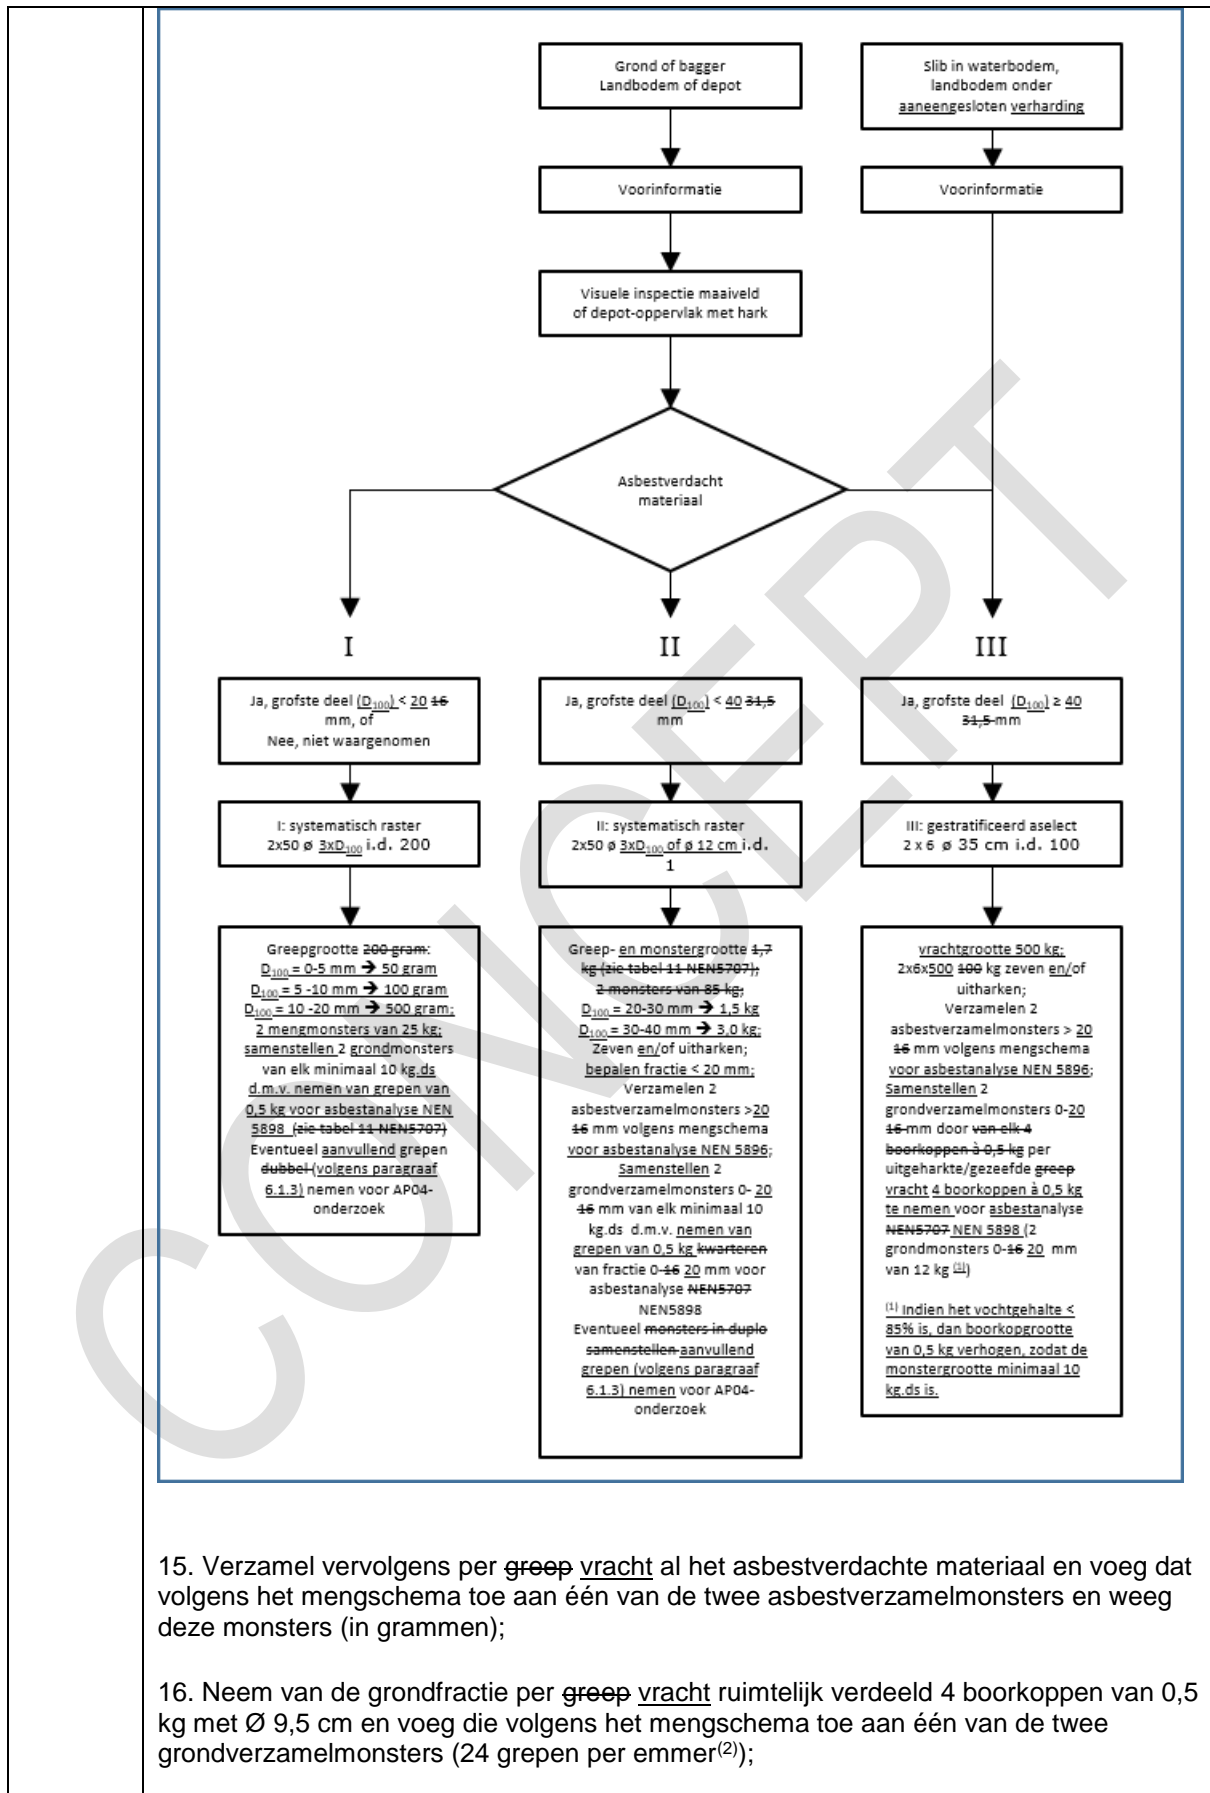 Grond of bagger
Landbodem of depot
Slib in waterbodem,
landbodem onder
aaneengesloten verharding
Voorinformatie
Voorinformatie
Visuele inspectie maaiveld
of depot-oppervlak met hark
Asbestverdacht
materiaal
I
II
III
Ja, grofste deel (D100) < 20 16
mm, of
Nee, niet waargenomen
Ja, grofste deel (D100) < 40 31,5
mm
Ja, grofste deel (D100) ≥ 40
31,5 mm
I: systematisch raster
2x50 ø 3xD100 i.d. 200
II: systematisch raster
2x50 ø 3xD100 of ø 12 cm i.d.
1
III: gestratificeerd aselect
2 x 6 ø 35 cm i.d. 100
Greepgrootte 200 gram:
D100 = 0-5 mm ➔ 50 gram
D100 = 5 -10 mm ➔ 100 gram
D100 = 10 -20 mm ➔ 500 gram;
2 mengmonsters van 25 kg;
samenstellen 2 grondmonsters
van elk minimaal 10 kg.ds
d.m.v. nemen van grepen van
0,5 kg voor asbestanalyse NEN
5898 (zie tabel 11 NEN5707)
Eventueel aanvullend grepen
dubbel (volgens paragraaf
6.1.3) nemen voor AP04-
onderzoek
Greep- en monstergrootte 1,7
kg (zie tabel 11 NEN5707);
2 monsters van 85 kg;
D100 = 20-30 mm ➔ 1,5 kg
D100 = 30-40 mm ➔ 3,0 kg;
Zeven en/of uitharken;
bepalen fractie < 20 mm;
Verzamelen 2
asbestverzamelmonsters >20
16 mm volgens mengschema
voor asbestanalyse NEN 5896;
Samenstellen 2
grondverzamelmonsters 0- 20
16 mm van elk minimaal 10
kg.ds d.m.v. nemen van
grepen van 0,5 kg kwarteren
van fractie 0-16 20 mm voor
asbestanalyse NEN5707
NEN5898
Eventueel monsters in duplo
samenstellen aanvullend
grepen (volgens paragraaf
6.1.3) nemen voor AP04-
onderzoek
vrachtgrootte 500 kg;
2x6x500 100 kg zeven en/of
uitharken;
Verzamelen 2
asbestverzamelmonsters > 20
16 mm volgens mengschema
voor asbestanalyse NEN 5896;
Samenstellen 2
grondverzamelmonsters 0-20
16 mm door van elk 4
boorkoppen à 0,5 kg per
uitgeharkte/gezeefde greep
vracht 4 boorkoppen à 0,5 kg
te nemen voor asbestanalyse
NEN5707 NEN 5898 (2
grondmonsters 0-16 20 mm
van 12 kg (1))
(1) Indien het vochtgehalte <
85% is, dan boorkopgrootte
van 0,5 kg verhogen, zodat de
monstergrootte minimaal 10
kg.ds is.
CONCEPT
15. Verzamel vervolgens per greep vracht al het asbestverdachte materiaal en voeg dat
volgens het mengschema toe aan één van de twee asbestverzamelmonsters en weeg
deze monsters (in grammen);
16. Neem van de grondfractie per greep vracht ruimtelijk verdeeld 4 boorkoppen van 0,5
kg met Ø 9,5 cm en voeg die volgens het mengschema toe aan één van de twee
grondverzamelmonsters (24 grepen per emmer(2));